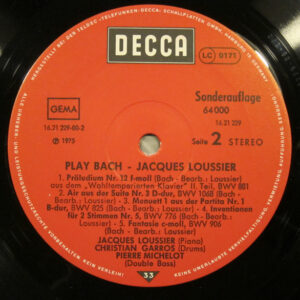 DECCA
LC 0171
GEMA
16.21 229-00-2
℗ 1975
Sonderauflage
64 000
16.21 229
Seite 2 STEREO
PLAY BACH - JACQUES LOUSSIER
1. Präludium Nr. 12 f-moll (Bach - Bearb.: Loussier)
aus dem „Wohltemperierten Klavier" II. Teil, BWV 881
2. Air aus der Suite Nr. 3 D-dur, BWV 1068 (Bach -
Bearb.: Loussier) - 3. Menuett 1 aus der Partita Nr. 1
B-dur, BWV 825 (Bach - Bearb.: Loussier) - 4. Inventionen
für 2 Stimmen Nr. 5, BWV 776 (Bach - Bearb.:
Loussier) - 5. Fantasie c-moll, BWV 906
(Bach - Bearb.: Loussier)
JACQUES LOUSSIER (Piano)
CHRISTIAN GARROS (Drums)
PIERRE MICHELOT
(Double Bass)
33